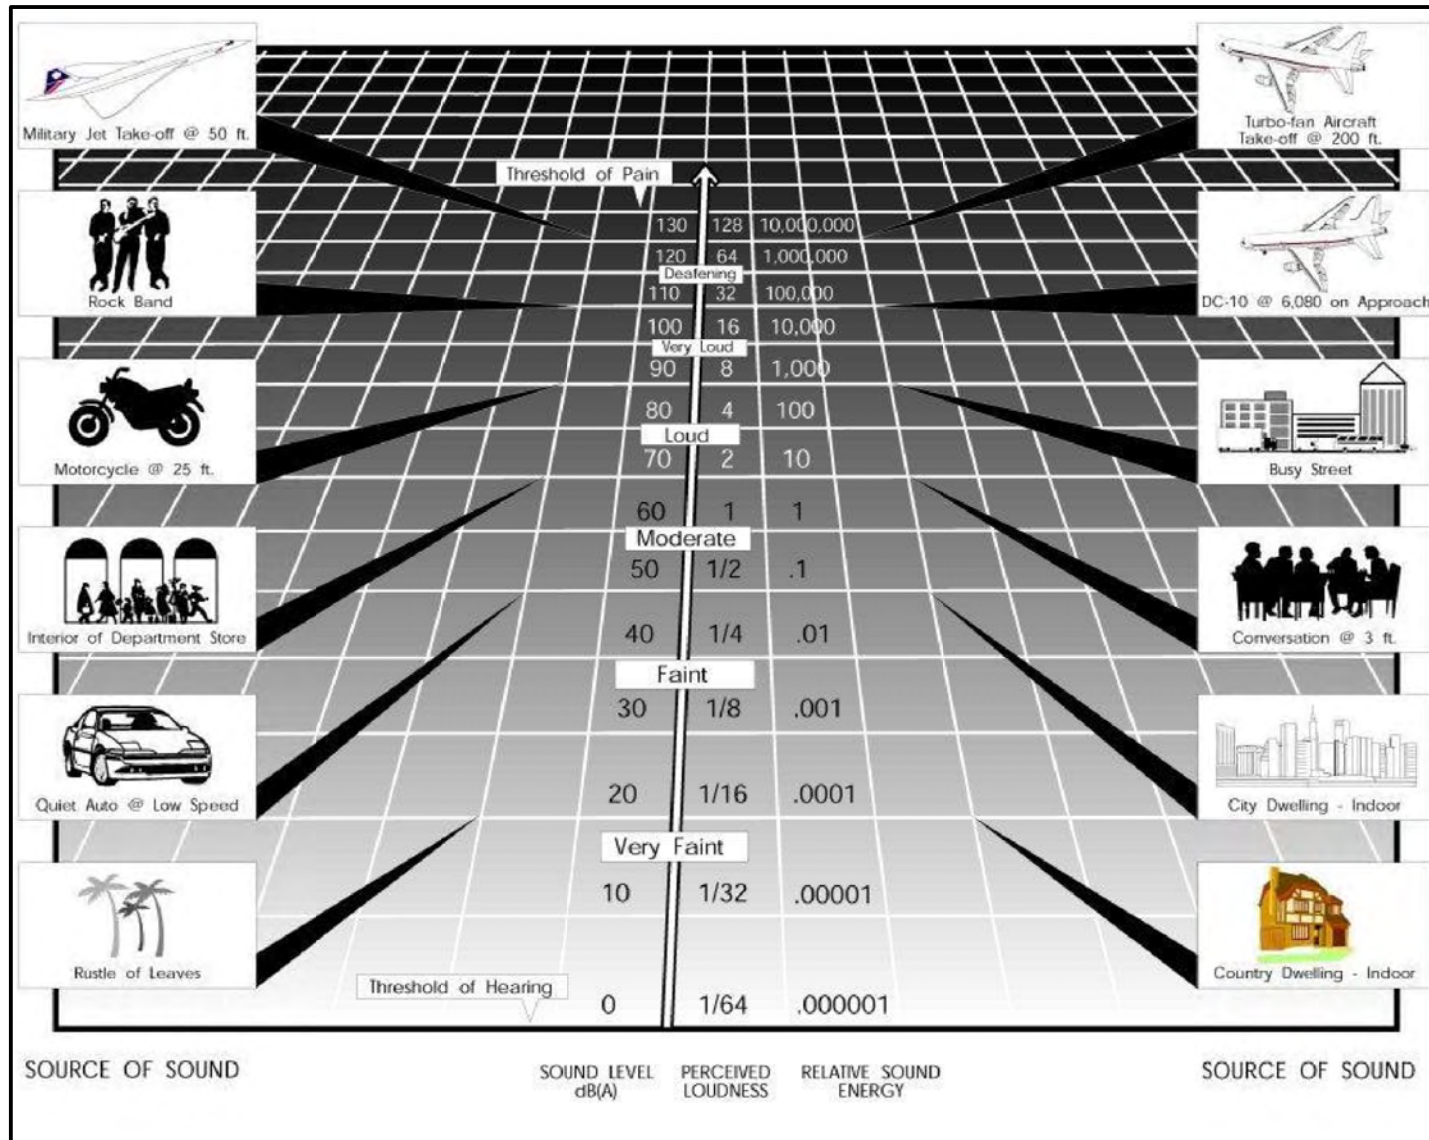 Military Jet Take-off @ 50 ft.
Turbo-fan Aircraft
Take-off @ 200 ft.
Threshold of Pain
130 128 10,000,000
120 64 1,000,000
Deafening
Rock Band
110 32 100,000
DC-10 @ 6,080 on Approach
100 16 10,000
Very Loud
90 8 1,000
80 4 100
Loud
70 2 10
Motorcycle @ 25 ft.
Busy Street
60 1 1
Moderate
50 1/2 .1
Interior of Department Store
40 1/4 .01
Conversation @ 3 ft.
Faint
30 1/8 .001
20 1/16 .0001
Quiet Auto @ Low Speed
City Dwelling - Indoor
Very Faint
10 1/32 .00001
Rustle of Leaves
Country Dwelling - Indoor
Threshold of Hearing
0 1/64 .000001
SOURCE OF SOUND
SOUND LEVEL
dB(A)
PERCEIVED
LOUDNESS
RELATIVE SOUND
ENERGY
SOURCE OF SOUND